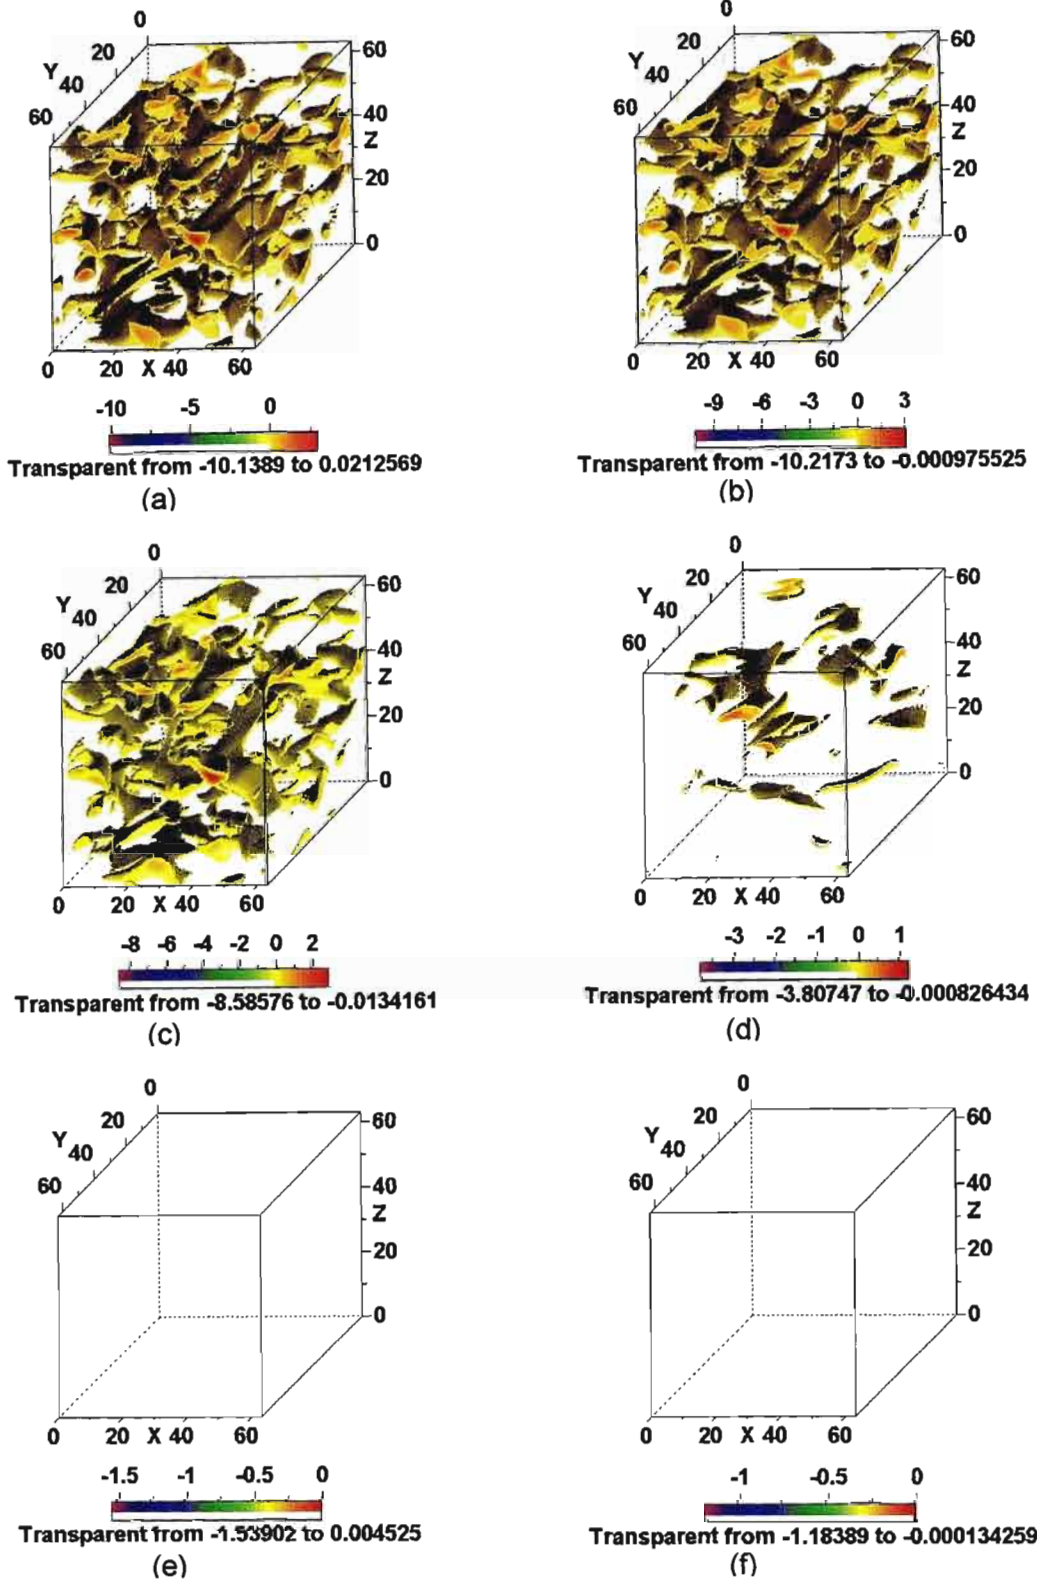 0
20
Y 40
60
60
40
Z
20
0
0 20 X 40 60
-10 -5 0
Transparent from -10.1389 to 0.0212569
(a)
0
20
Y 40
60
60
40
Z
20
0
0 20 X 40 60
-9 -6 -3 0 3
Transparent from -10.2173 to -0.000975525
(b)
0
20
Y 40
60
60
40
Z
20
0
0 20 X 40 60
-8 -6 -4 -2 0 2
Transparent from -8.58576 to -0.0134161
(c)
0
20
Y 40
60
60
40
Z
20
0
0 20 X 40 60
-3 -2 -1 0 1
Transparent from -3.80747 to -0.000826434
(d)
0
20
Y 40
60
60
40
Z
20
0
0 20 X 40 60
-1.5 -1 -0.5 0
Transparent from -1.53902 to 0.004525
(e)
0
20
Y 40
60
60
40
Z
20
0
0 20 X 40 60
-1 -0.5 0
Transparent from -1.18389 to -0.000134259
(f)